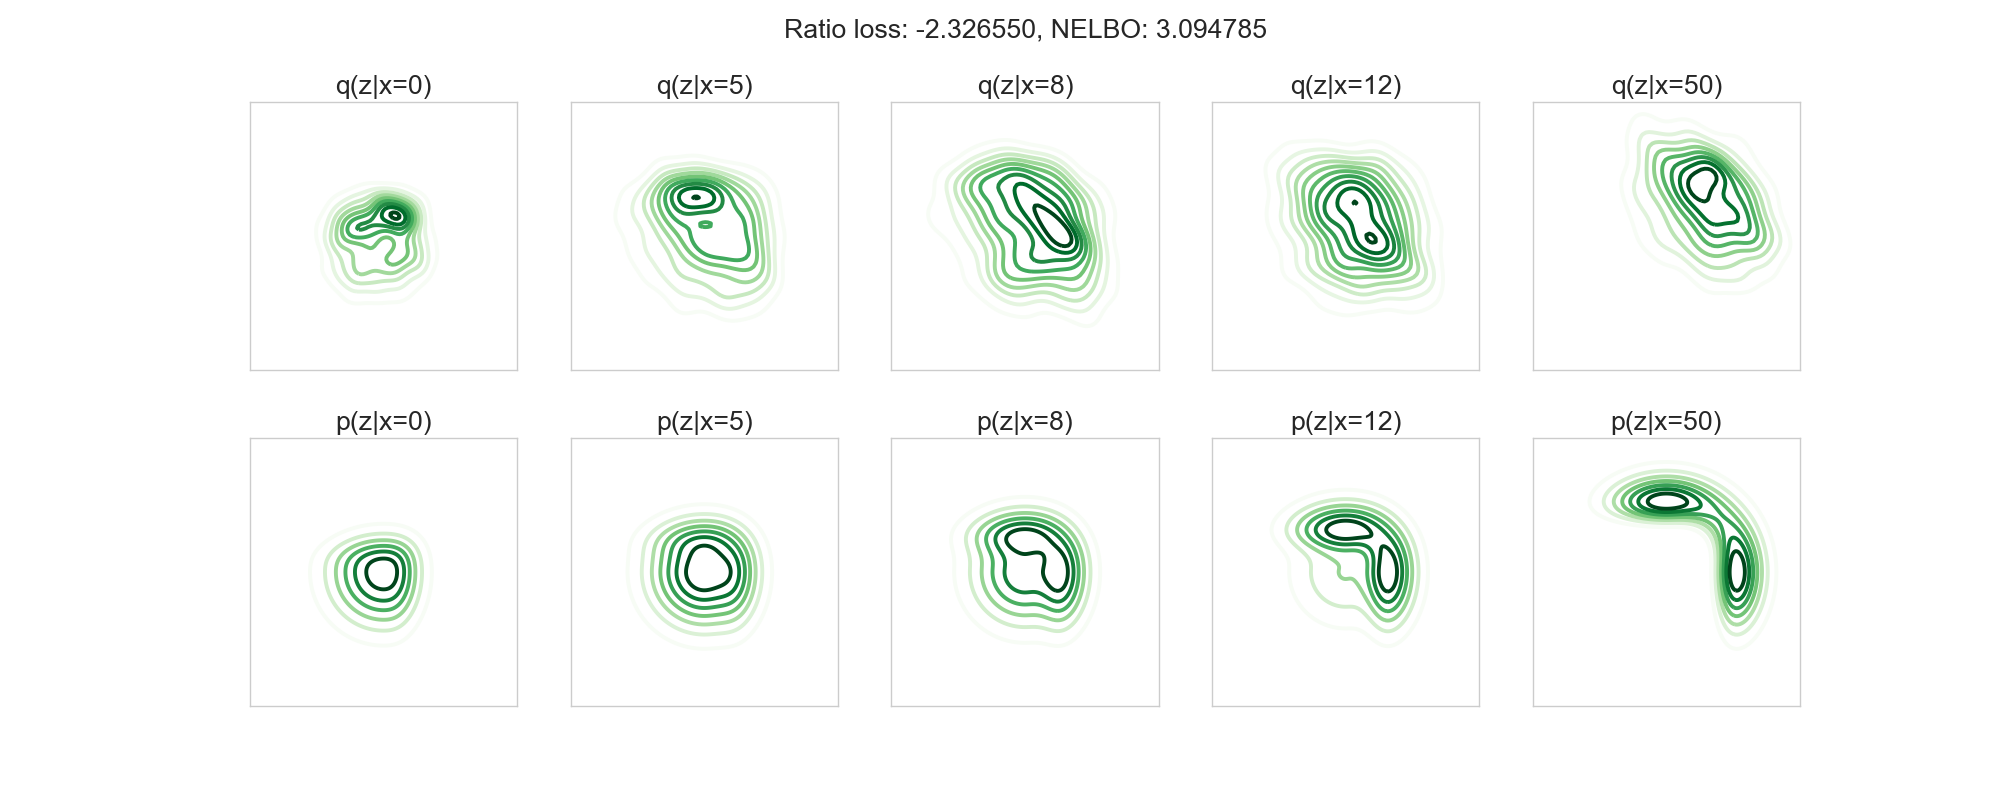 Ratio loss: -2.326550, NELBO: 3.094785
q(z|x=0) q(z|x=5) q(z|x=8) q(z|x=12) q(z|x=50)
p(z|x=0) p(z|x=5) p(z|x=8) p(z|x=12) p(z|x=50)